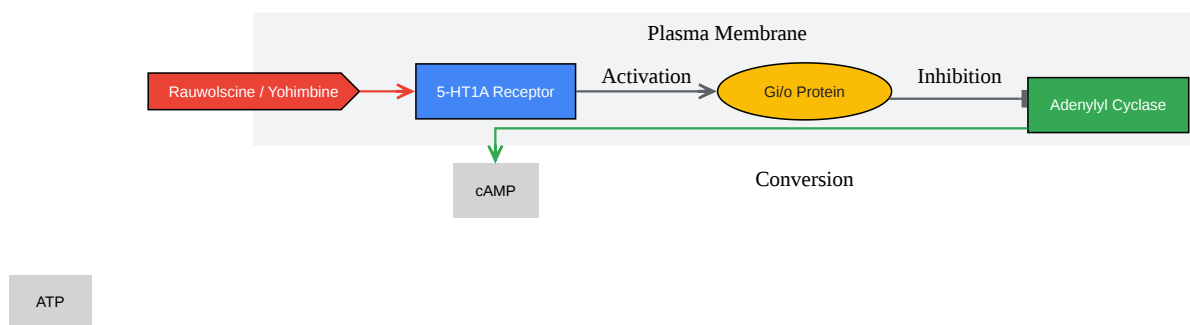 Plasma Membrane
Rauwolscine / Yohimbine
5-HT1A Receptor
Activation
Gi/o Protein
Inhibition
Adenylyl Cyclase
Conversion
cAMP
ATP